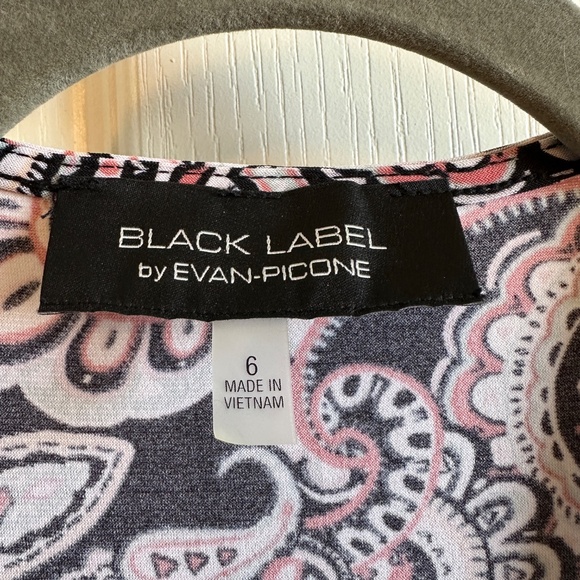 BLACK LABEL
by EVAN-PICONE
6
MADE IN
VIETNAM